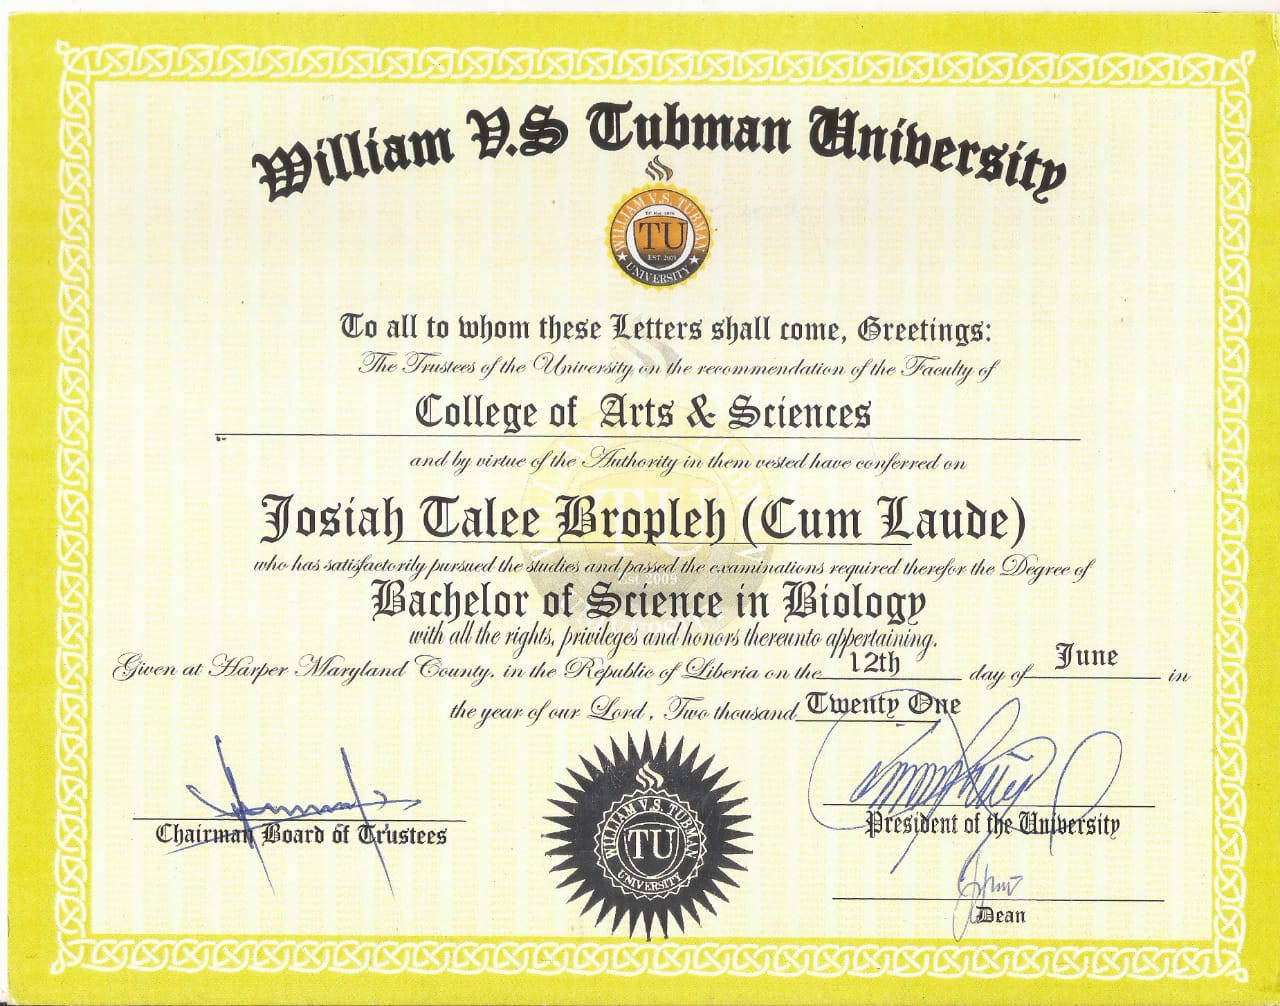 William V.S Tubman University
WILLIAM V.S. TUBMAN
TU
EST. 2009
UNIVERSITY
To all to whom these Letters shall come, Greetings:
The Trustees of the University on the recommendation of the Faculty of
College of Arts & Sciences
and by virtue of the Authority in them vested have conferred on
Josiah Talee Bropleh (Cum Laude)
who has satisfactorily pursued the studies and passed the examinations required therefor the Degree of
Est 2009
Bachelor of Science in Biology
with all the rights, privileges and honors thereunto appertaining.
Given at Harper Maryland County, in the Republic of Liberia on the 12th day of June in
the year of our Lord, Two thousand Twenty One
WILLIAM V.S. TUBMAN
TU
UNIVERSITY
Chairman Board of Trustees
President of the University
Dean